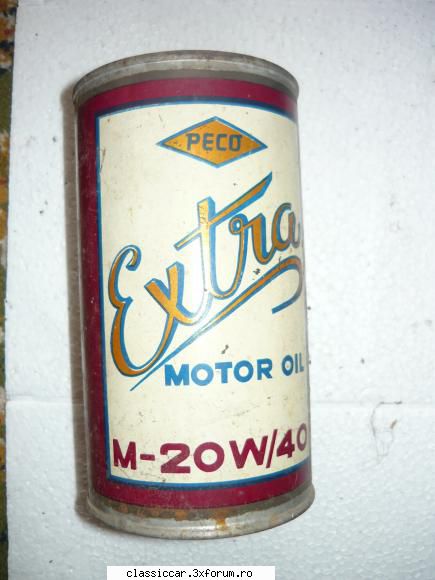 PECO
Extra
MOTOR OIL
M-20W/40
classiccar.3xforum.ro